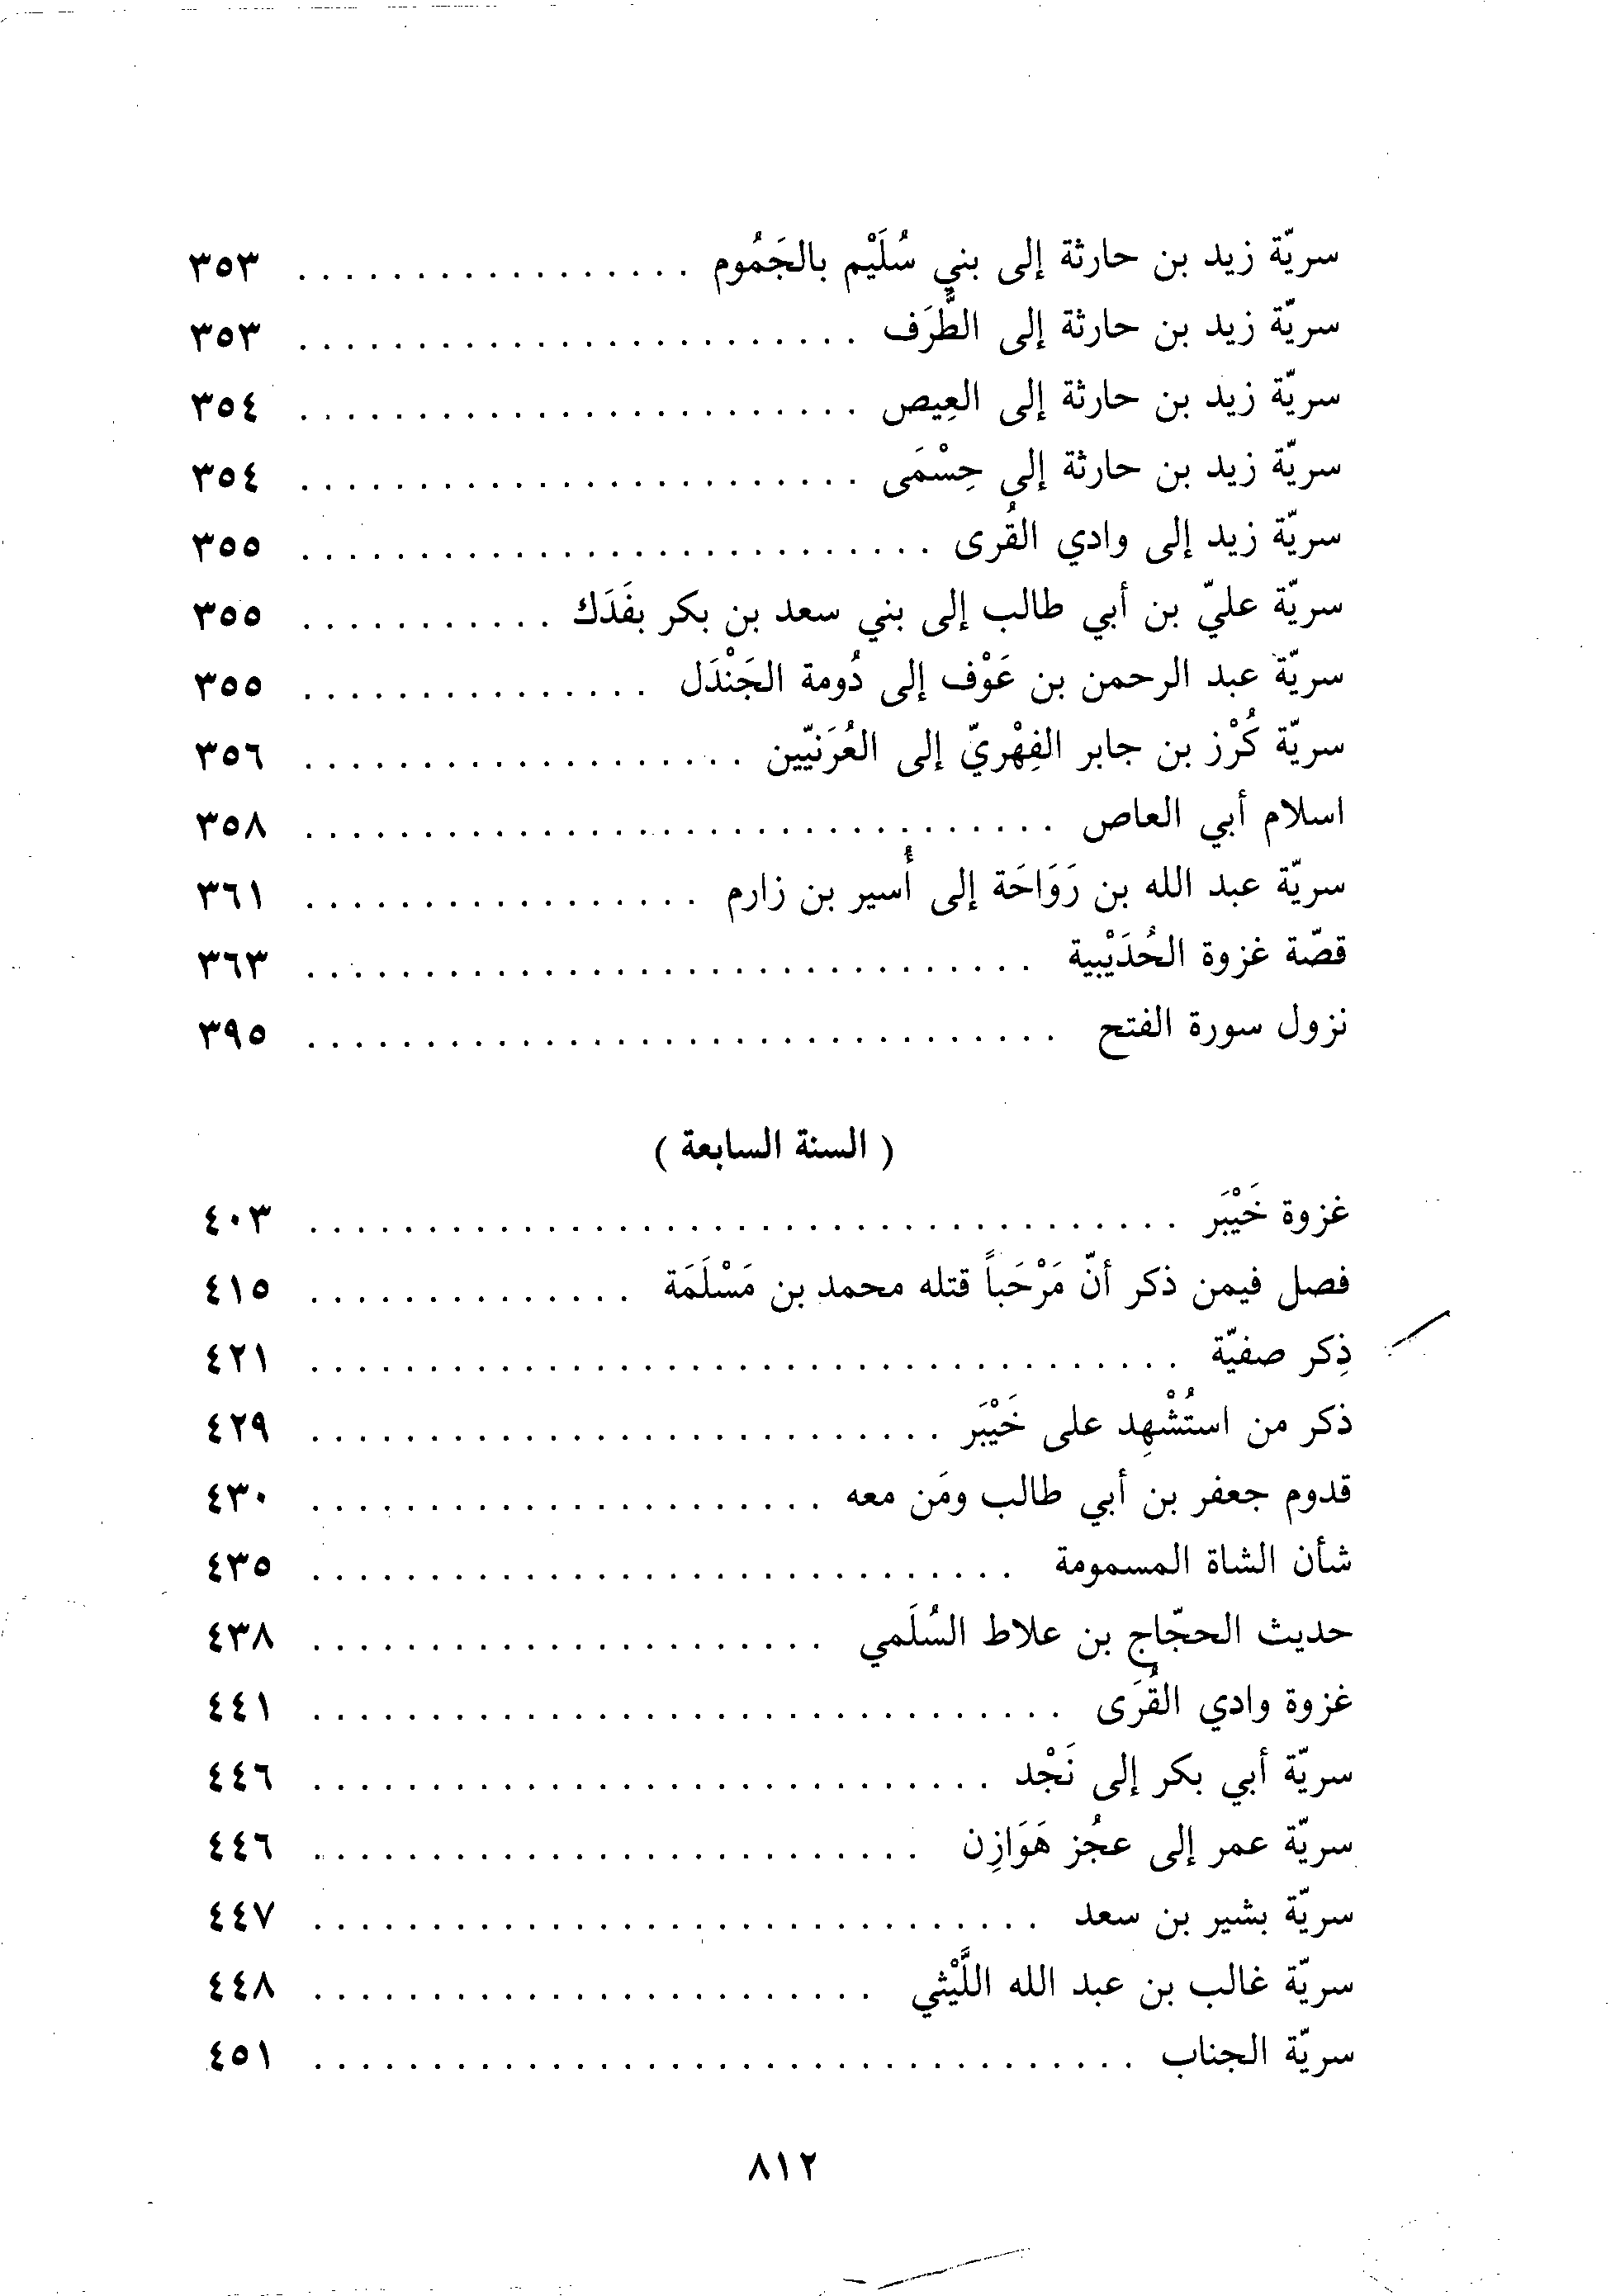 سريّة زيد بن حارثة إلى بني سُلَيْم بالجَمُوم . . . . . . . . . . . . . . . . . ٣٥٣
سريّة زيد بن حارثة إلى الطَّرَف . . . . . . . . . . . . . . . . . . . . . . . . ٣٥٣
سريّة زيد بن حارثة إلى العِيص . . . . . . . . . . . . . . . . . . . . . . . . ٣٥٤
سريّة زيد بن حارثة إلى حِسْمَى . . . . . . . . . . . . . . . . . . . . . . . . ٣٥٤
سريّة زيد إلى وادي القُرى . . . . . . . . . . . . . . . . . . . . . . . . . . . ٣٥٥
سريّة عليّ بن أبي طالب إلى بني سعد بن بكر بفَدَك . . . . . . . . . . . ٣٥٥
سريّة عبد الرحمن بن عَوْف إلى دُومة الجَنْدَل . . . . . . . . . . . . . . . ٣٥٥
سريّة كُرْز بن جابر الفِهْريّ إلى العُرَنيّين . . . . . . . . . . . . . . . . . . . ٣٥٦
اسلام أبي العاص . . . . . . . . . . . . . . . . . . . . . . . . . . . . . . . . ٣٥٨
سريّة عبد الله بن رَوَاحَة إلى أُسير بن زارم . . . . . . . . . . . . . . . . . ٣٦١
قصّة غزوة الحُدَيْبية . . . . . . . . . . . . . . . . . . . . . . . . . . . . . . . ٣٦٣
نزول سورة الفتح . . . . . . . . . . . . . . . . . . . . . . . . . . . . . . . . ٣٩٥
( السنة السابعة )
غزوة خَيْبَر . . . . . . . . . . . . . . . . . . . . . . . . . . . . . . . . . . . . . ٤٠٣
فصل فيمن ذكر أنّ مَرْحَباً قتله محمد بن مَسْلَمَة . . . . . . . . . . . . . . ٤١٥
ذِكر صفيّة . . . . . . . . . . . . . . . . . . . . . . . . . . . . . . . . . . . . . ٤٢١
ذكر من استُشْهِد على خَيْبَر . . . . . . . . . . . . . . . . . . . . . . . . . . . ٤٢٩
قدوم جعفر بن أبي طالب ومَن معه . . . . . . . . . . . . . . . . . . . . . . ٤٣٠
شأن الشاة المسمومة . . . . . . . . . . . . . . . . . . . . . . . . . . . . . . ٤٣٥
حديث الحجّاج بن علاط السُلَمي . . . . . . . . . . . . . . . . . . . . . . ٤٣٨
غزوة وادي القُرَى . . . . . . . . . . . . . . . . . . . . . . . . . . . . . . . . ٤٤١
سريّة أبي بكر إلى نَجْد . . . . . . . . . . . . . . . . . . . . . . . . . . . . . ٤٤٦
سريّة عمر إلى عجُز هَوَازِن . . . . . . . . . . . . . . . . . . . . . . . . . . ٤٤٦
سريّة بشير بن سعد . . . . . . . . . . . . . . . . . . . . . . . . . . . . . . . ٤٤٧
سريّة غالب بن عبد الله اللَّيْثي . . . . . . . . . . . . . . . . . . . . . . . . ٤٤٨
سريّة الجناب . . . . . . . . . . . . . . . . . . . . . . . . . . . . . . . . . . . ٤٥١
٨١٢